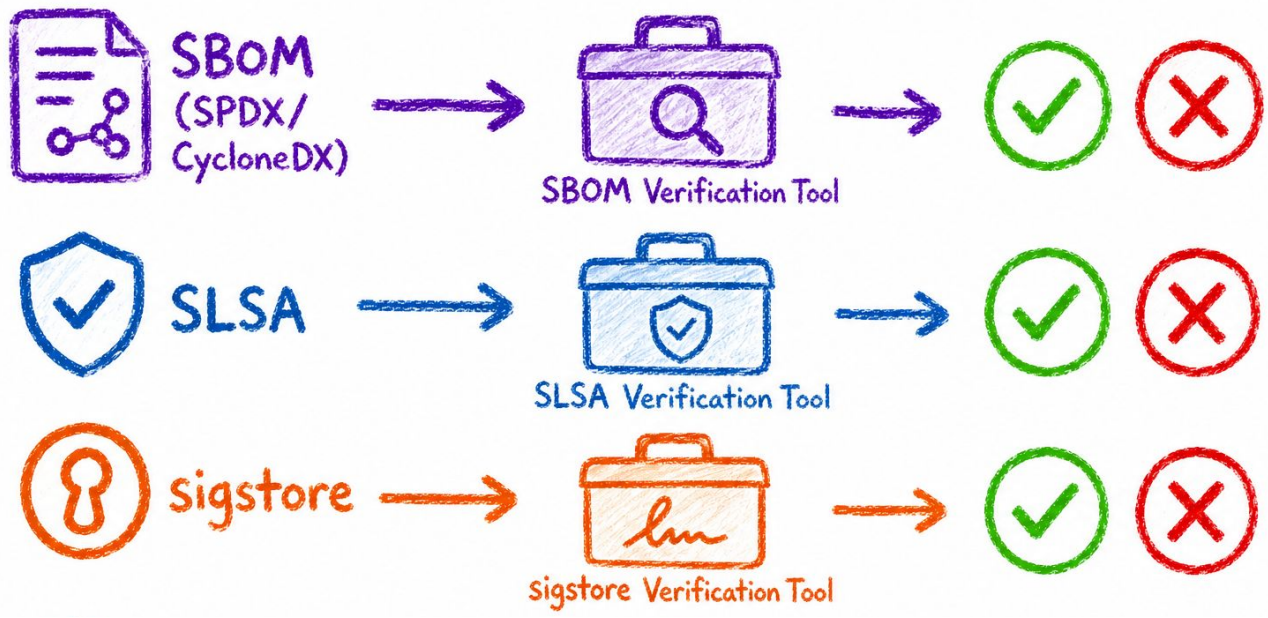 SBOM
(SPDX/
CycloneDX)
SBOM Verification Tool
SLSA
SLSA Verification Tool
sigstore
sigstore Verification Tool